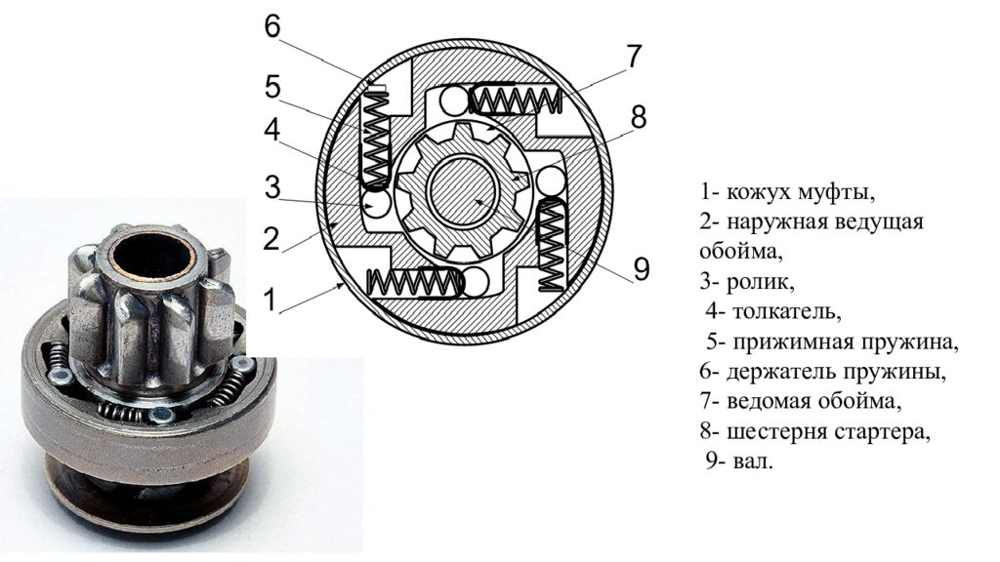 6
5
4
3
2
1
7
8
9
1- кожух муфты,
2- наружная ведущая
обойма,
3- ролик,
4- толкатель,
5- прижимная пружина,
6- держатель пружины,
7- ведомая обойма,
8- шестерня стартера,
9- вал.